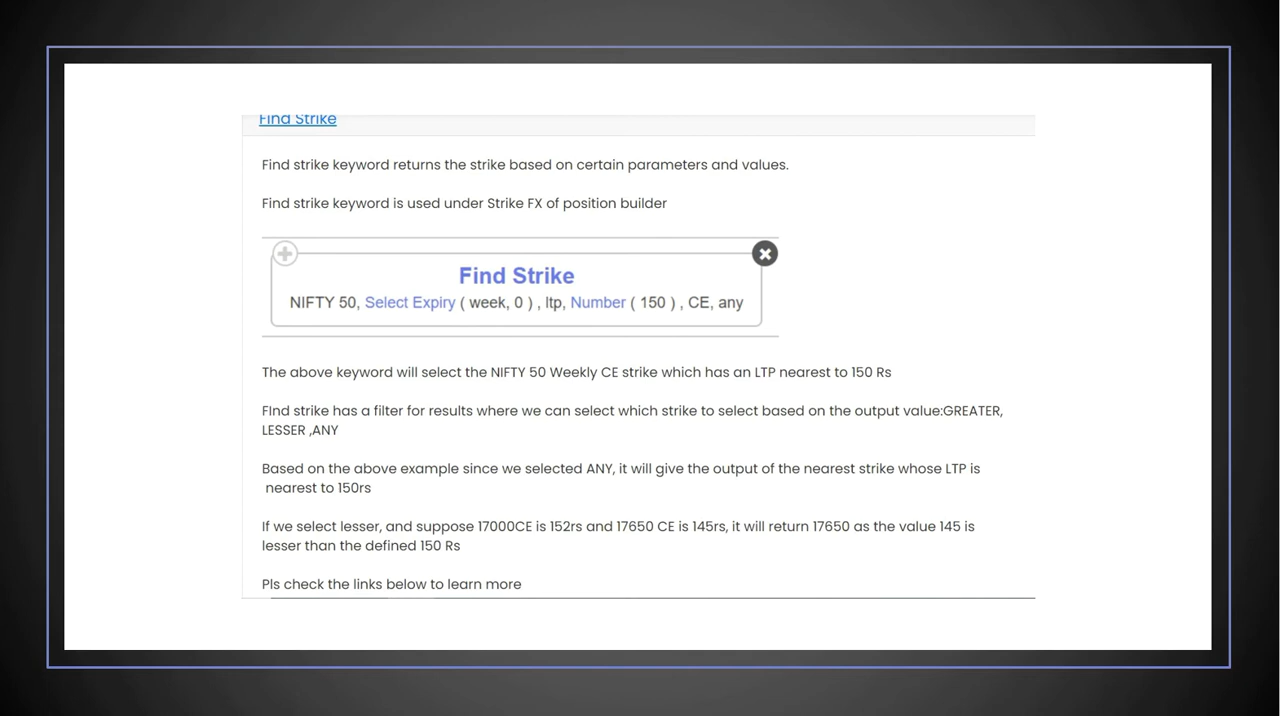 Find Strike
Find strike keyword returns the strike based on certain parameters and values.
Find strike keyword is used under Strike FX of position builder
Find Strike
NIFTY 50, Select Expiry ( week, 0 ) , ltp, Number ( 150 ) , CE, any
The above keyword will select the NIFTY 50 Weekly CE strike which has an LTP nearest to 150 Rs
FInd strike has a filter for results where we can select which strike to select based on the output value:GREATER,
LESSER ,ANY
Based on the above example since we selected ANY, it will give the output of the nearest strike whose LTP is
nearest to 150rs
If we select lesser, and suppose 17000CE is 152rs and 17650 CE is 145rs, it will return 17650 as the value 145 is
lesser than the defined 150 Rs
Pls check the links below to learn more